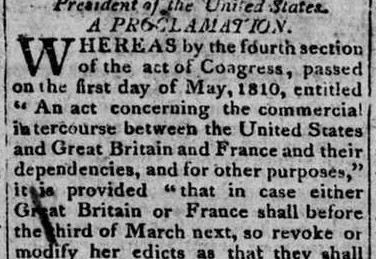 President of the United States.
A PROCLAMATION.
WHEREAS by the fourth section
of the act of Coagress, passed
on the first day of May, 1810, entitled
“ An act concerning the commercial
intercourse between the United States
and Great Britain and France and their
dependencies, and for other purposes,”
it is provided “that in case either
Great Britain or France shall before
the third of March next, so revoke or
modify her edicts as that they shall